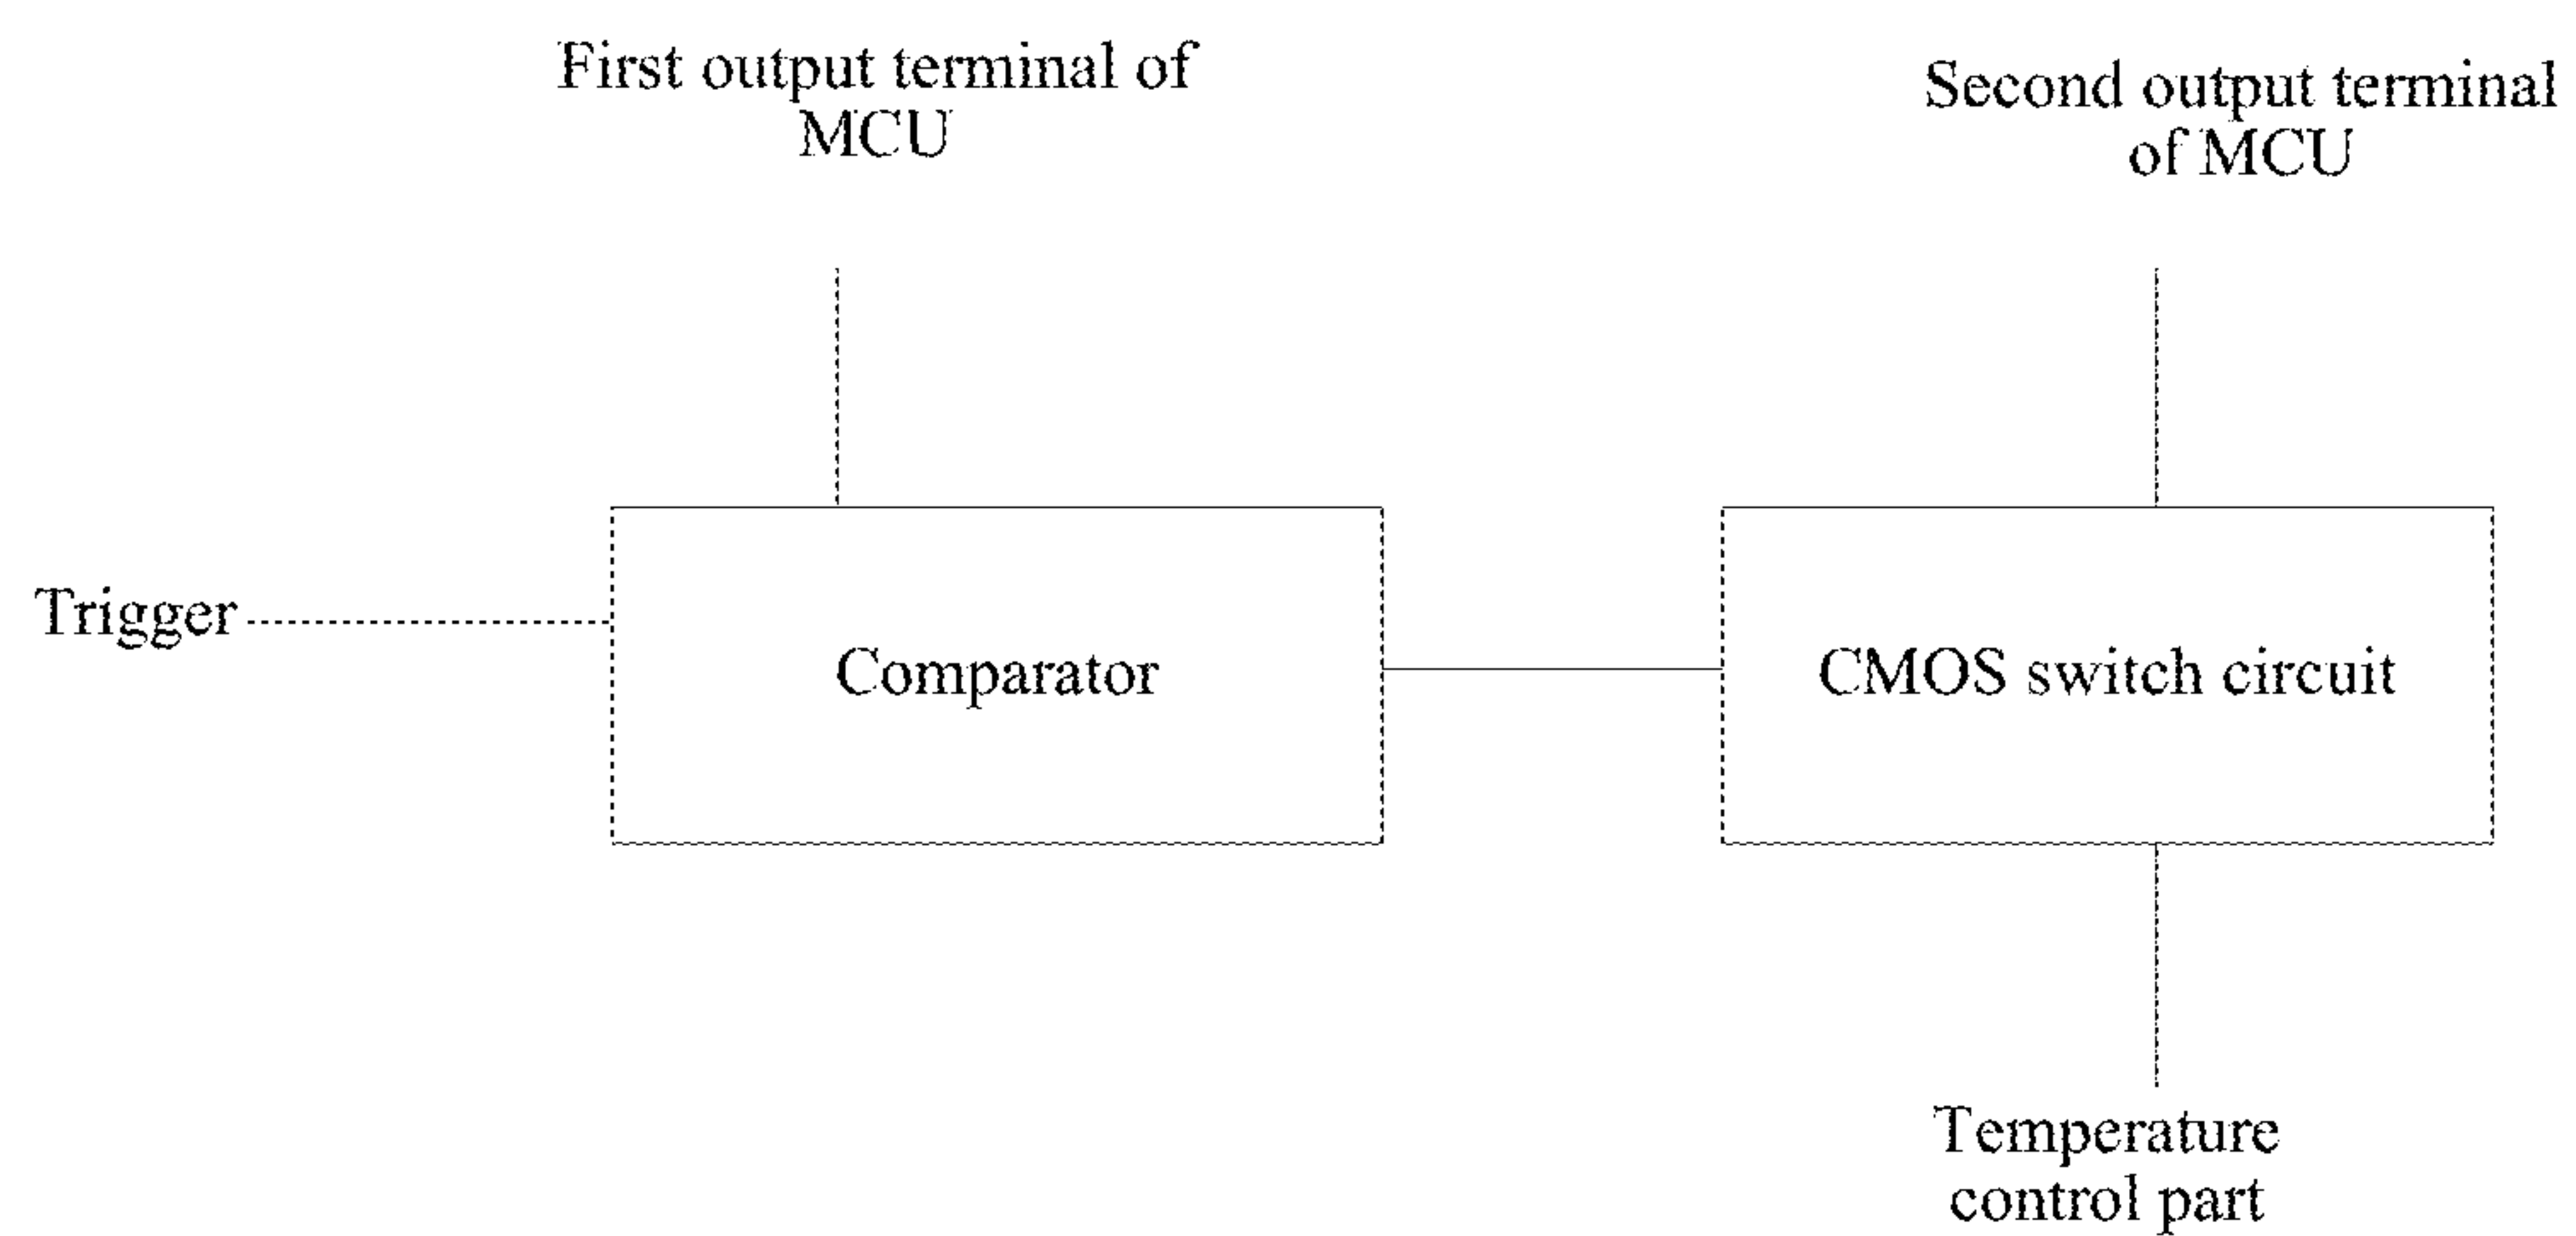 First output terminal of
MCU
Second output terminal
of MCU
Trigger
Comparator
CMOS switch circuit
Temperature
control part